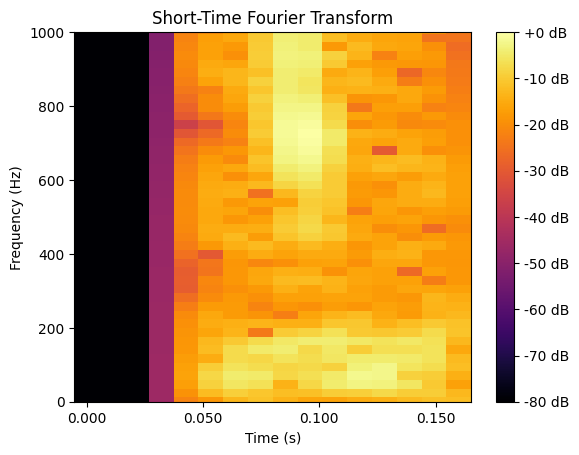 Short-Time Fourier Transform
1000
800
600
400
200
0
Frequency (Hz)
0.000
0.050
0.100
0.150
Time (s)
+0 dB
-10 dB
-20 dB
-30 dB
-40 dB
-50 dB
-60 dB
-70 dB
-80 dB